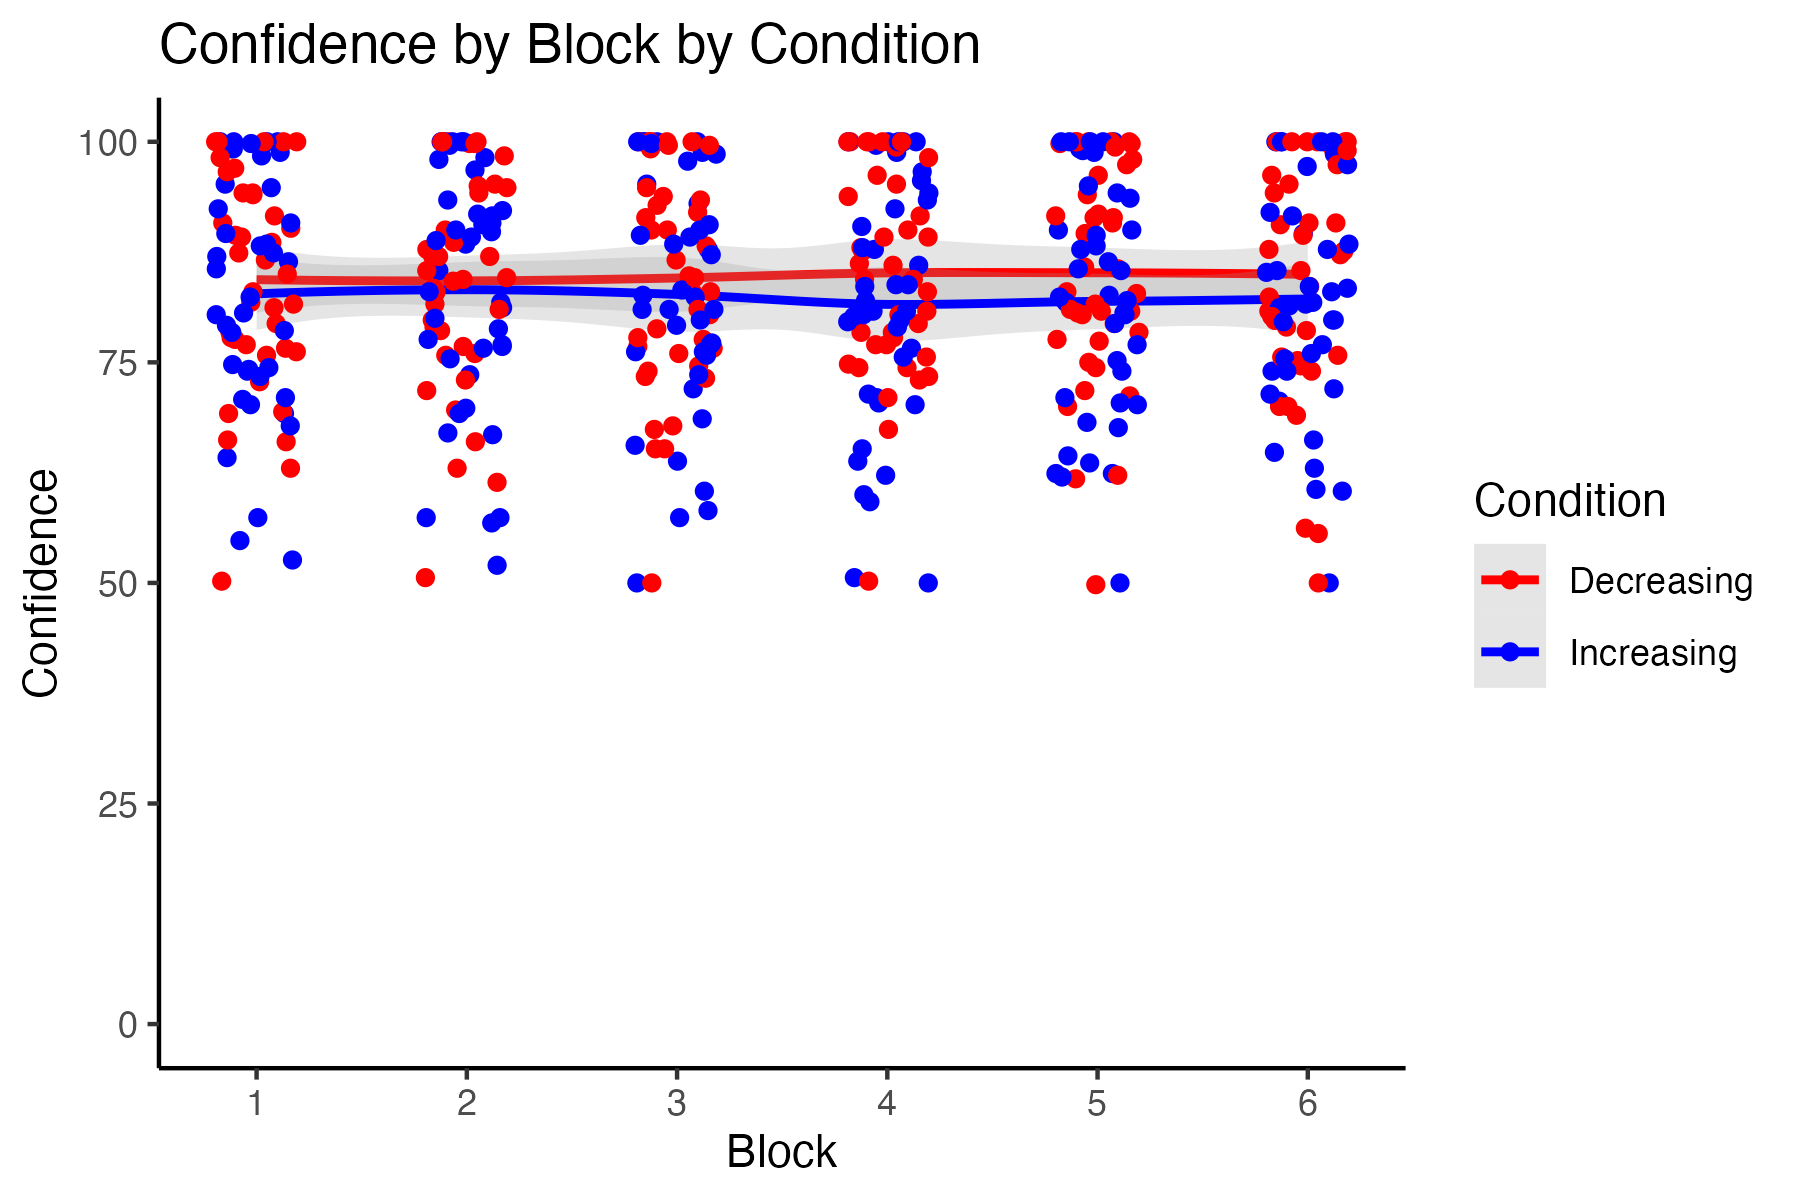 Confidence by Block by Condition
Confidence
100
75
50
25
0
1 2 3 4 5 6
Block
Condition
Decreasing
Increasing